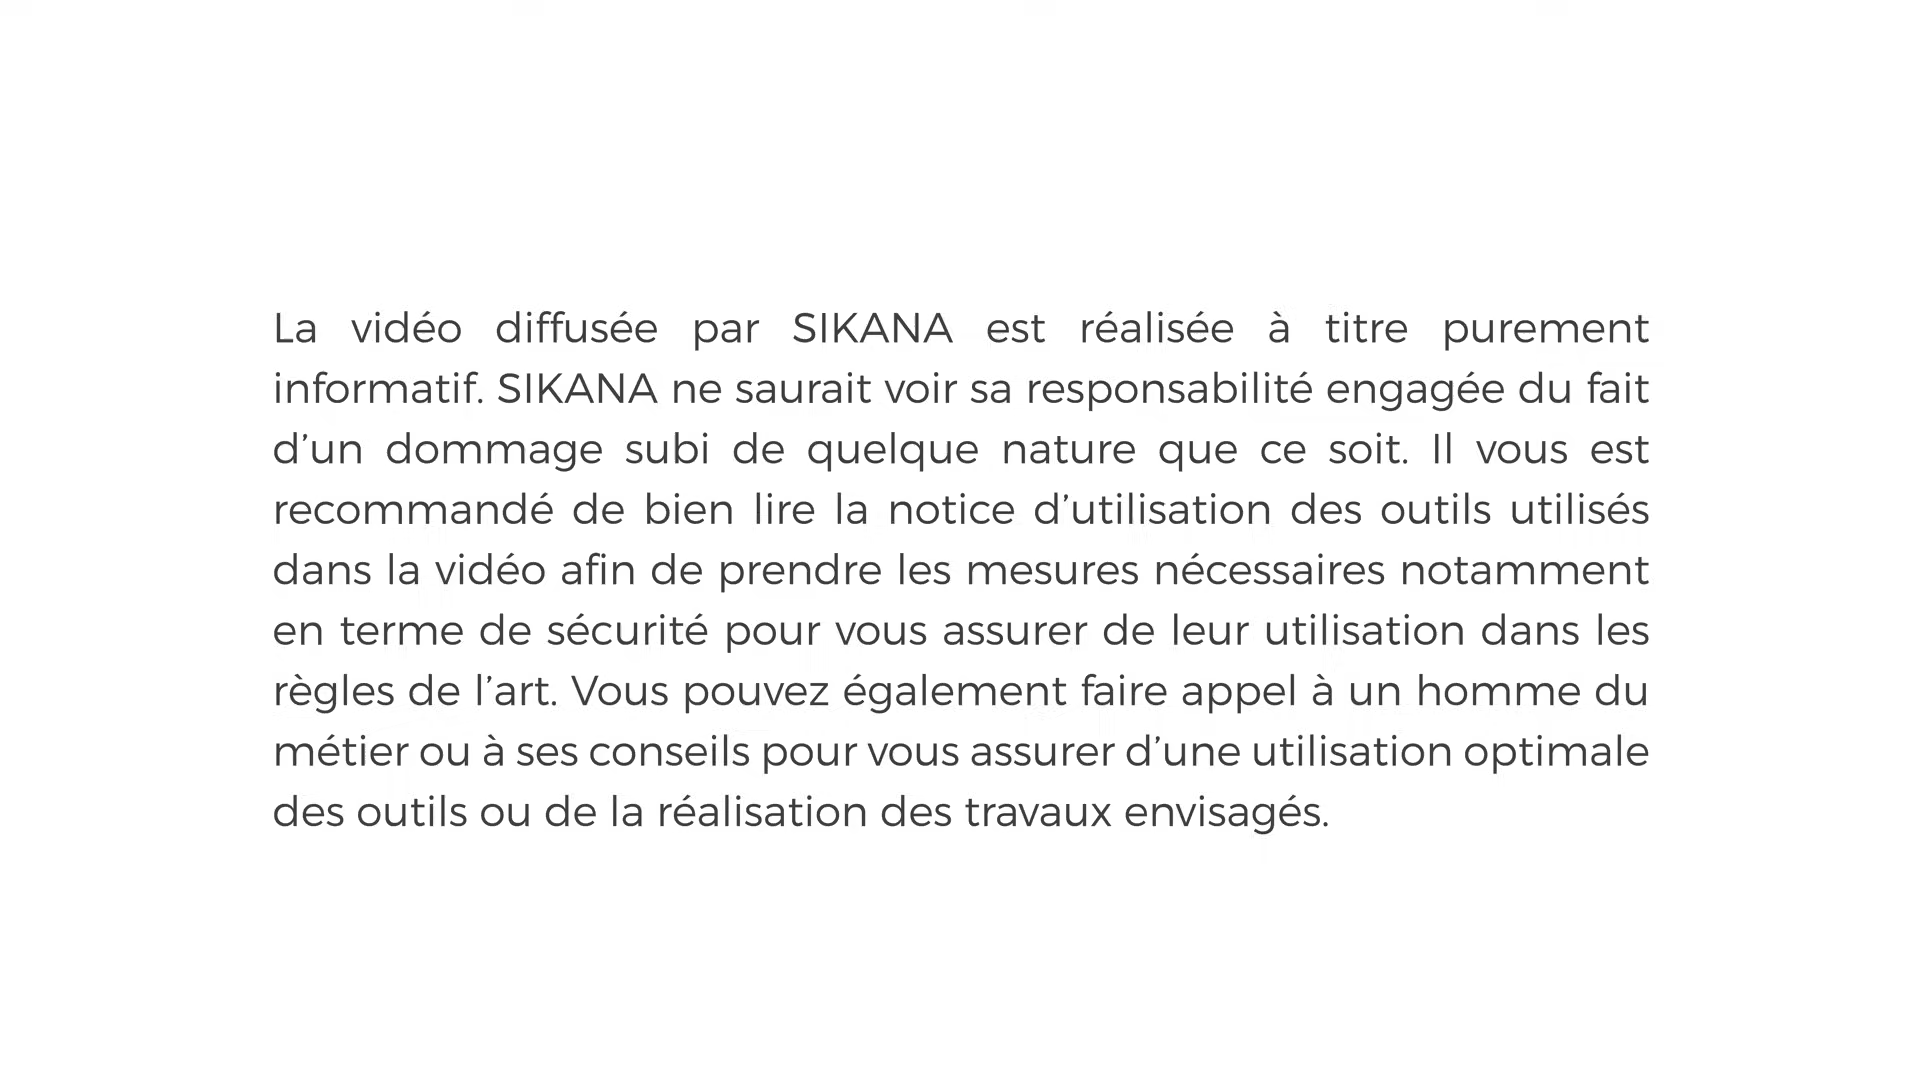 La vidéo diffusée par SIKANA est réalisée à titre purement
informatif. SIKANA ne saurait voir sa responsabilité engagée du fait
d’un dommage subi de quelque nature que ce soit. Il vous est
recommandé de bien lire la notice d’utilisation des outils utilisés
dans la vidéo afin de prendre les mesures nécessaires notamment
en terme de sécurité pour vous assurer de leur utilisation dans les
règles de l’art. Vous pouvez également faire appel à un homme du
métier ou à ses conseils pour vous assurer d’une utilisation optimale
des outils ou de la réalisation des travaux envisagés.